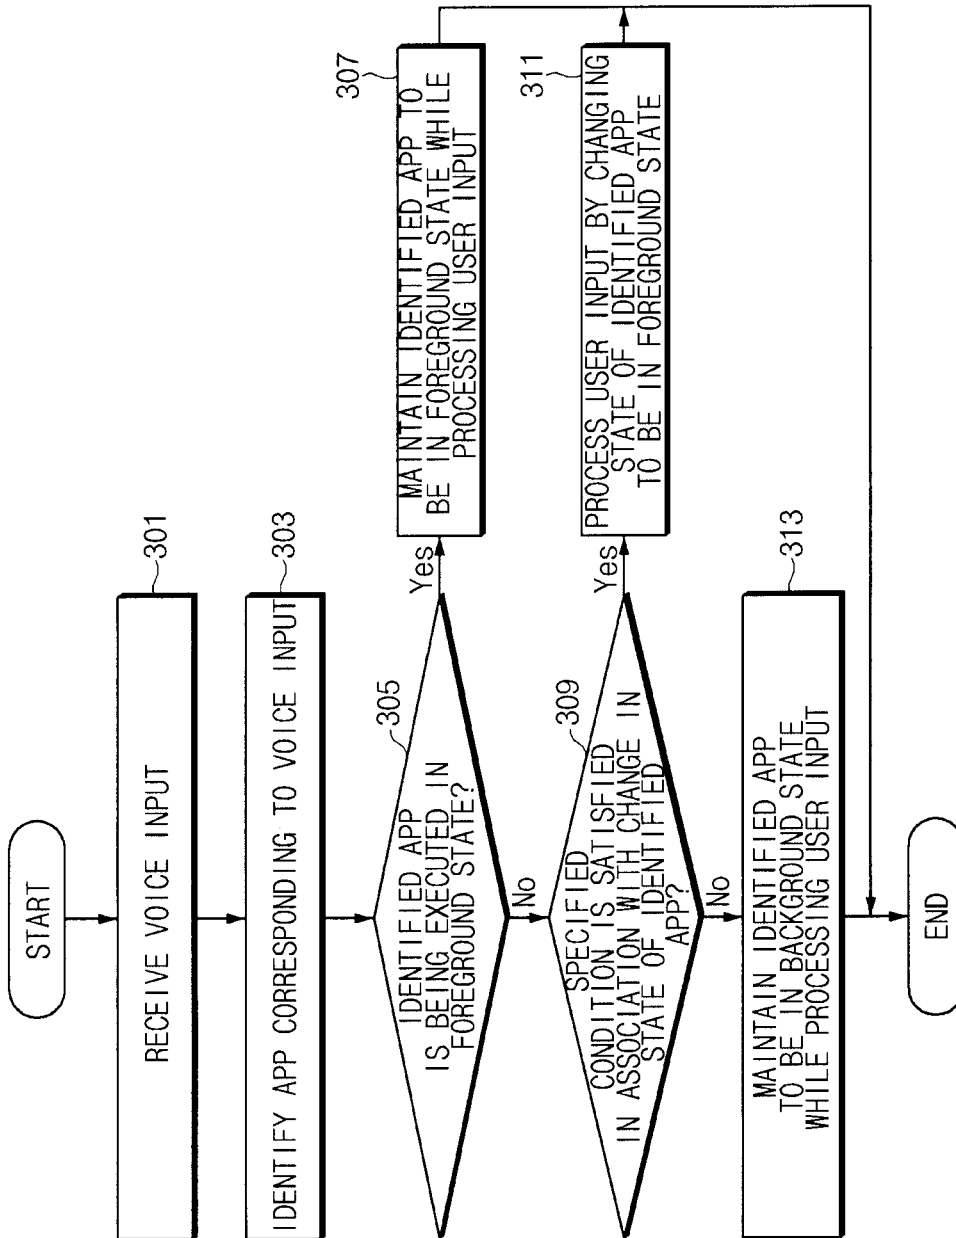 START
301
RECEIVE VOICE INPUT
303
IDENTIFY APP CORRESPONDING TO VOICE INPUT
305
IDENTIFIED APP
IS BEING EXECUTED IN
FOREGROUND STATE?
Yes
307
MAINTAIN IDENTIFIED APP TO
BE IN FOREGROUND STATE WHILE
PROCESSING USER INPUT
No
309
SPECIFIED
CONDITION IS SATISFIED
IN ASSOCIATION WITH CHANGE IN
STATE OF IDENTIFIED
APP?
Yes
311
PROCESS USER INPUT BY CHANGING
STATE OF IDENTIFIED APP
TO BE IN FOREGROUND STATE
No
313
MAINTAIN IDENTIFIED APP
TO BE IN BACKGROUND STATE
WHILE PROCESSING USER INPUT
END